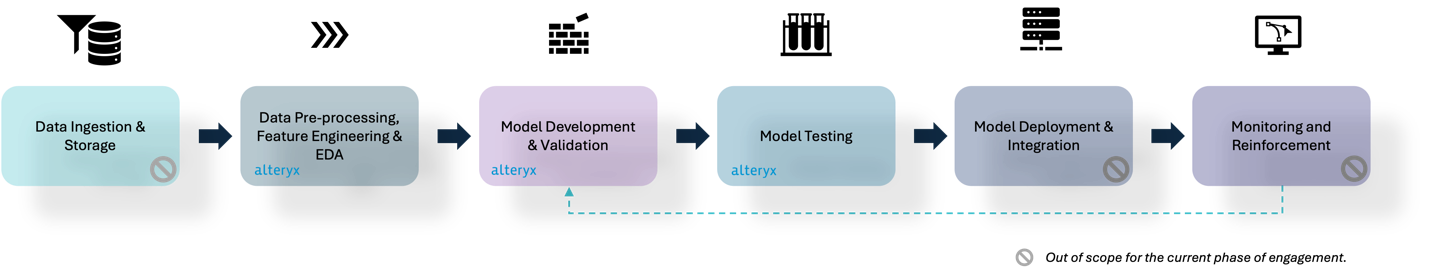 Data Ingestion &
Storage
Data Pre-processing,
Feature Engineering &
EDA
alteryx
Model Development
& Validation
alteryx
Model Testing
alteryx
Model Deployment &
Integration
Monitoring and
Reinforcement
Out of scope for the current phase of engagement.